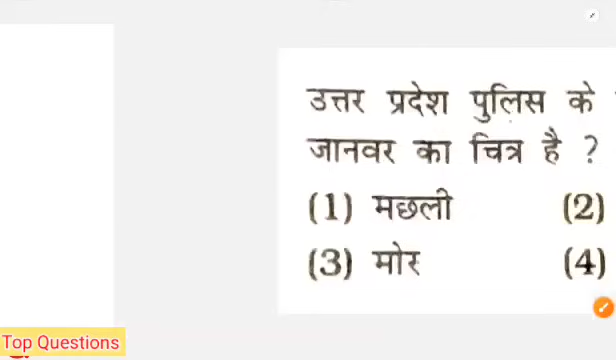 उत्तर प्रदेश पुलिस के
जानवर का चित्र है ?
(1) मछली (2)
(3) मोर (4)
Top Questions